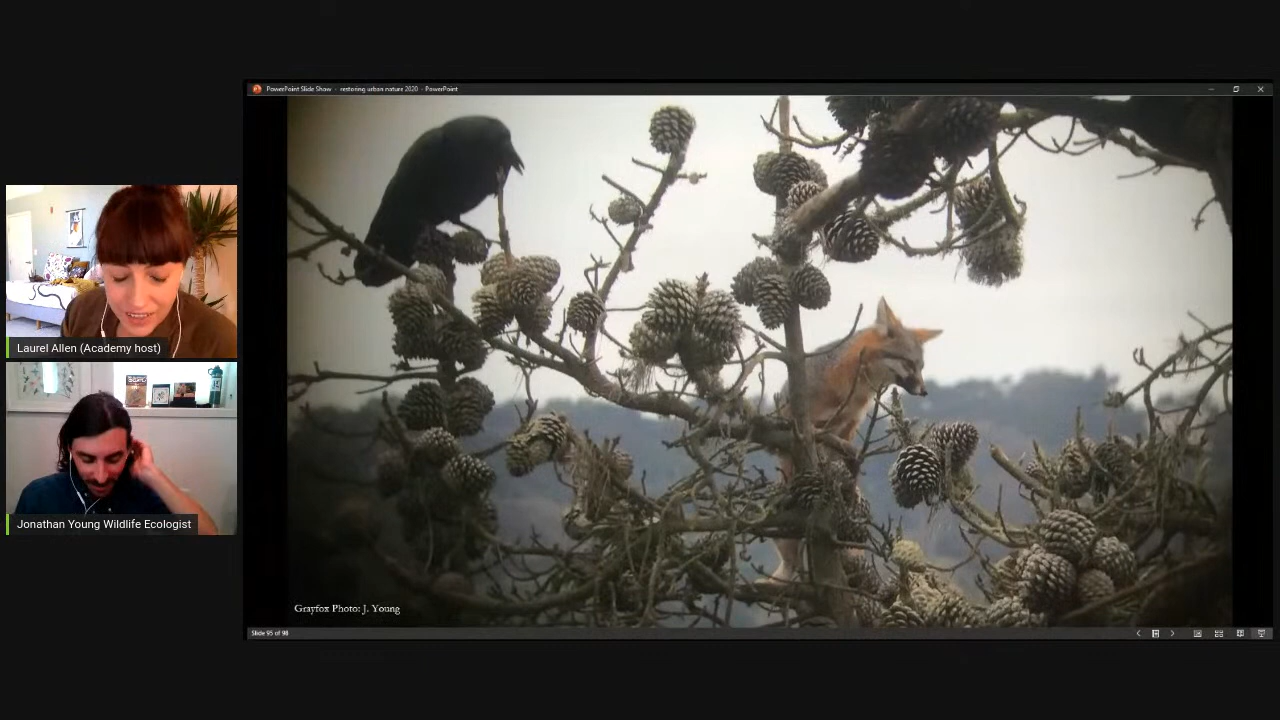 PowerPoint Slide Show - restoring urban nature 2020 - PowerPoint
Laurel Allen (Academy host)
Jonathan Young Wildlife Ecologist
Grayfox Photo: J. Young
Slide 95 of 98